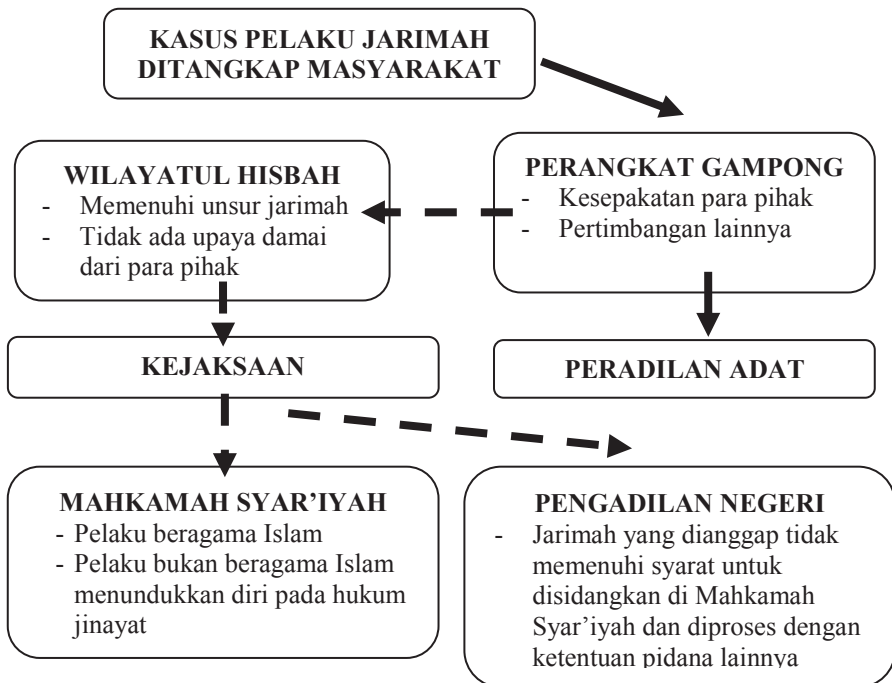 KASUS PELAKU JARIMAH
DITANGKAP MASYARAKAT
WILAYATUL HISBAH
- Memenuhi unsur jarimah
- Tidak ada upaya damai
dari para pihak
PERANGKAT GAMPONG
- Kesepakatan para pihak
- Pertimbangan lainnya
KEJAKSAAN
PERADILAN ADAT
MAHKAMAH SYAR’IYAH
- Pelaku beragama Islam
- Pelaku bukan beragama Islam
menundukkan diri pada hukum
jinayat
PENGADILAN NEGERI
- Jarimah yang dianggap tidak
memenuhi syarat untuk
disidangkan di Mahkamah
Syar’iyah dan diproses dengan
ketentuan pidana lainnya